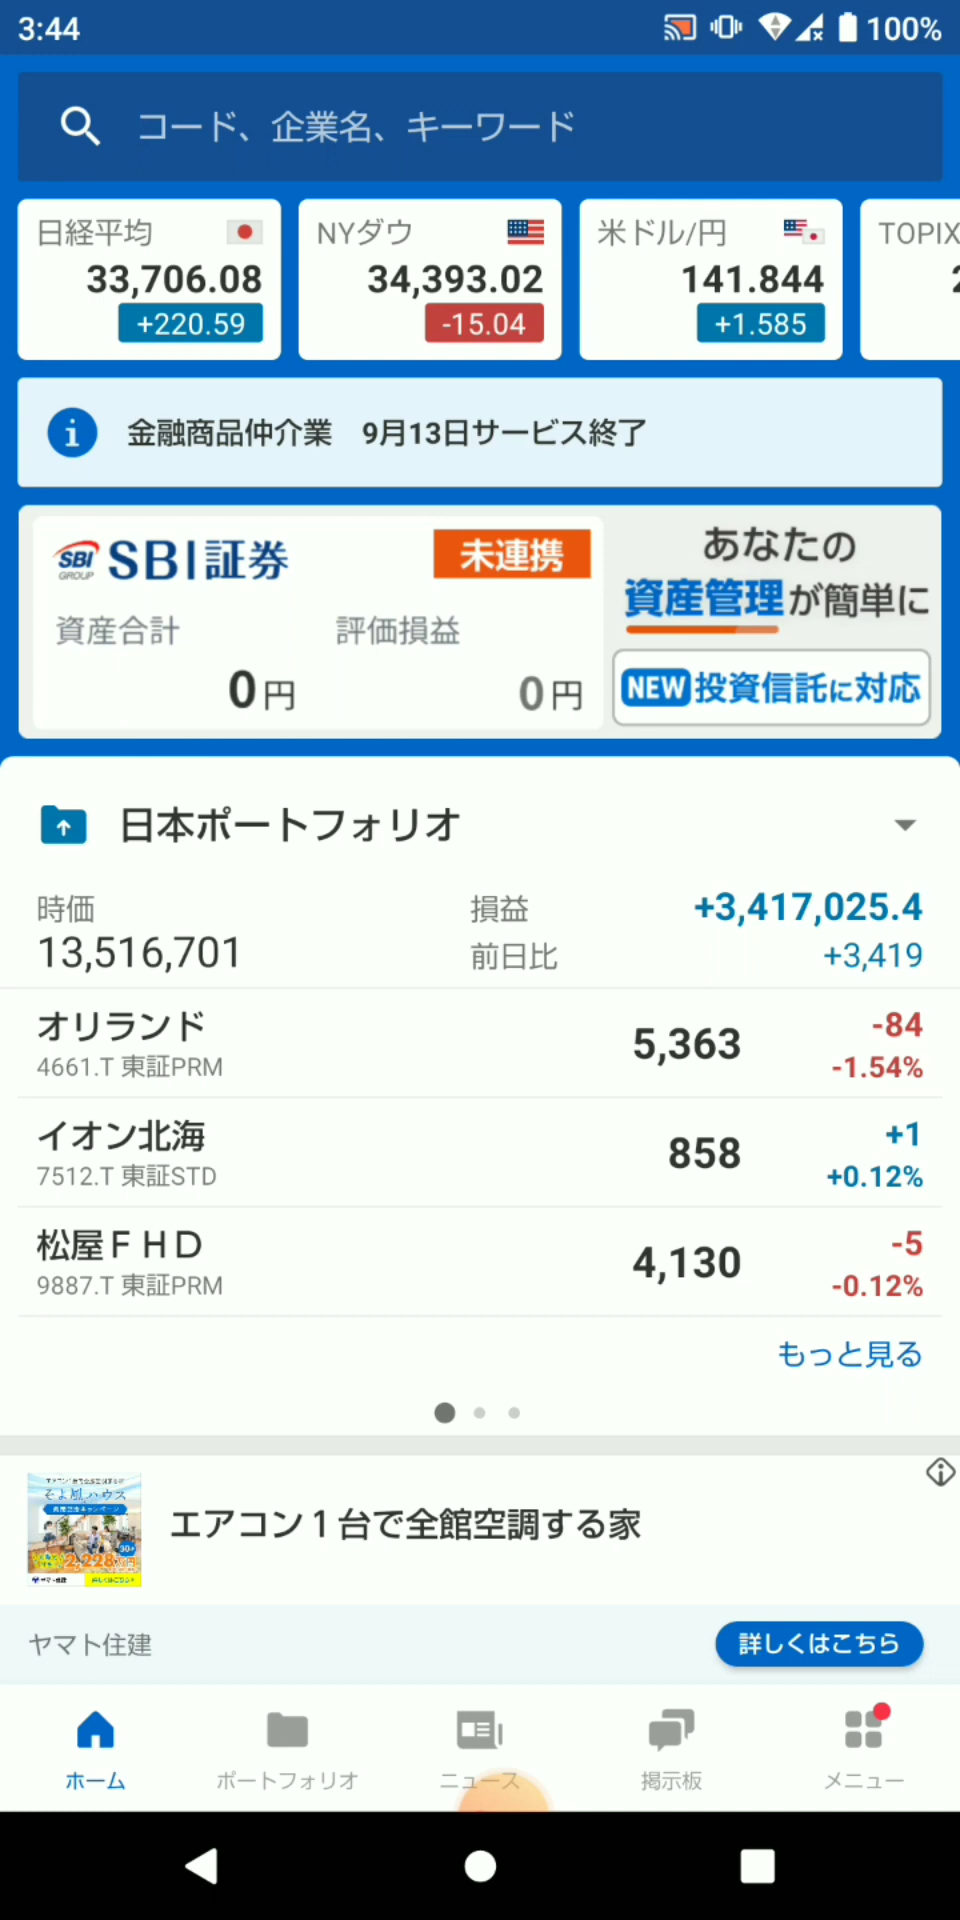 3:44
100%
コード、企業名、キーワード
日経平均
33,706.08
+220.59
NYダウ
34,393.02
-15.04
米ドル/円
141.844
+1.585
TOPIX
金融商品仲介業　9月13日サービス終了
SBI GROUP SBI証券
未連携
資産合計
0円
評価損益
0円
あなたの
資産管理が簡単に
NEW 投資信託に対応
日本ポートフォリオ
時価
13,516,701
損益 +3,417,025.4
前日比 +3,419
オリランド
4661.T 東証PRM
5,363
-84
-1.54%
イオン北海
7512.T 東証STD
858
+1
+0.12%
松屋ＦＨＤ
9887.T 東証PRM
4,130
-5
-0.12%
もっと見る
そよ風ハウス
2,228
エアコン１台で全館空調する家
ヤマト住建
詳しくはこちら
ホーム
ポートフォリオ
ニュース
掲示板
メニュー